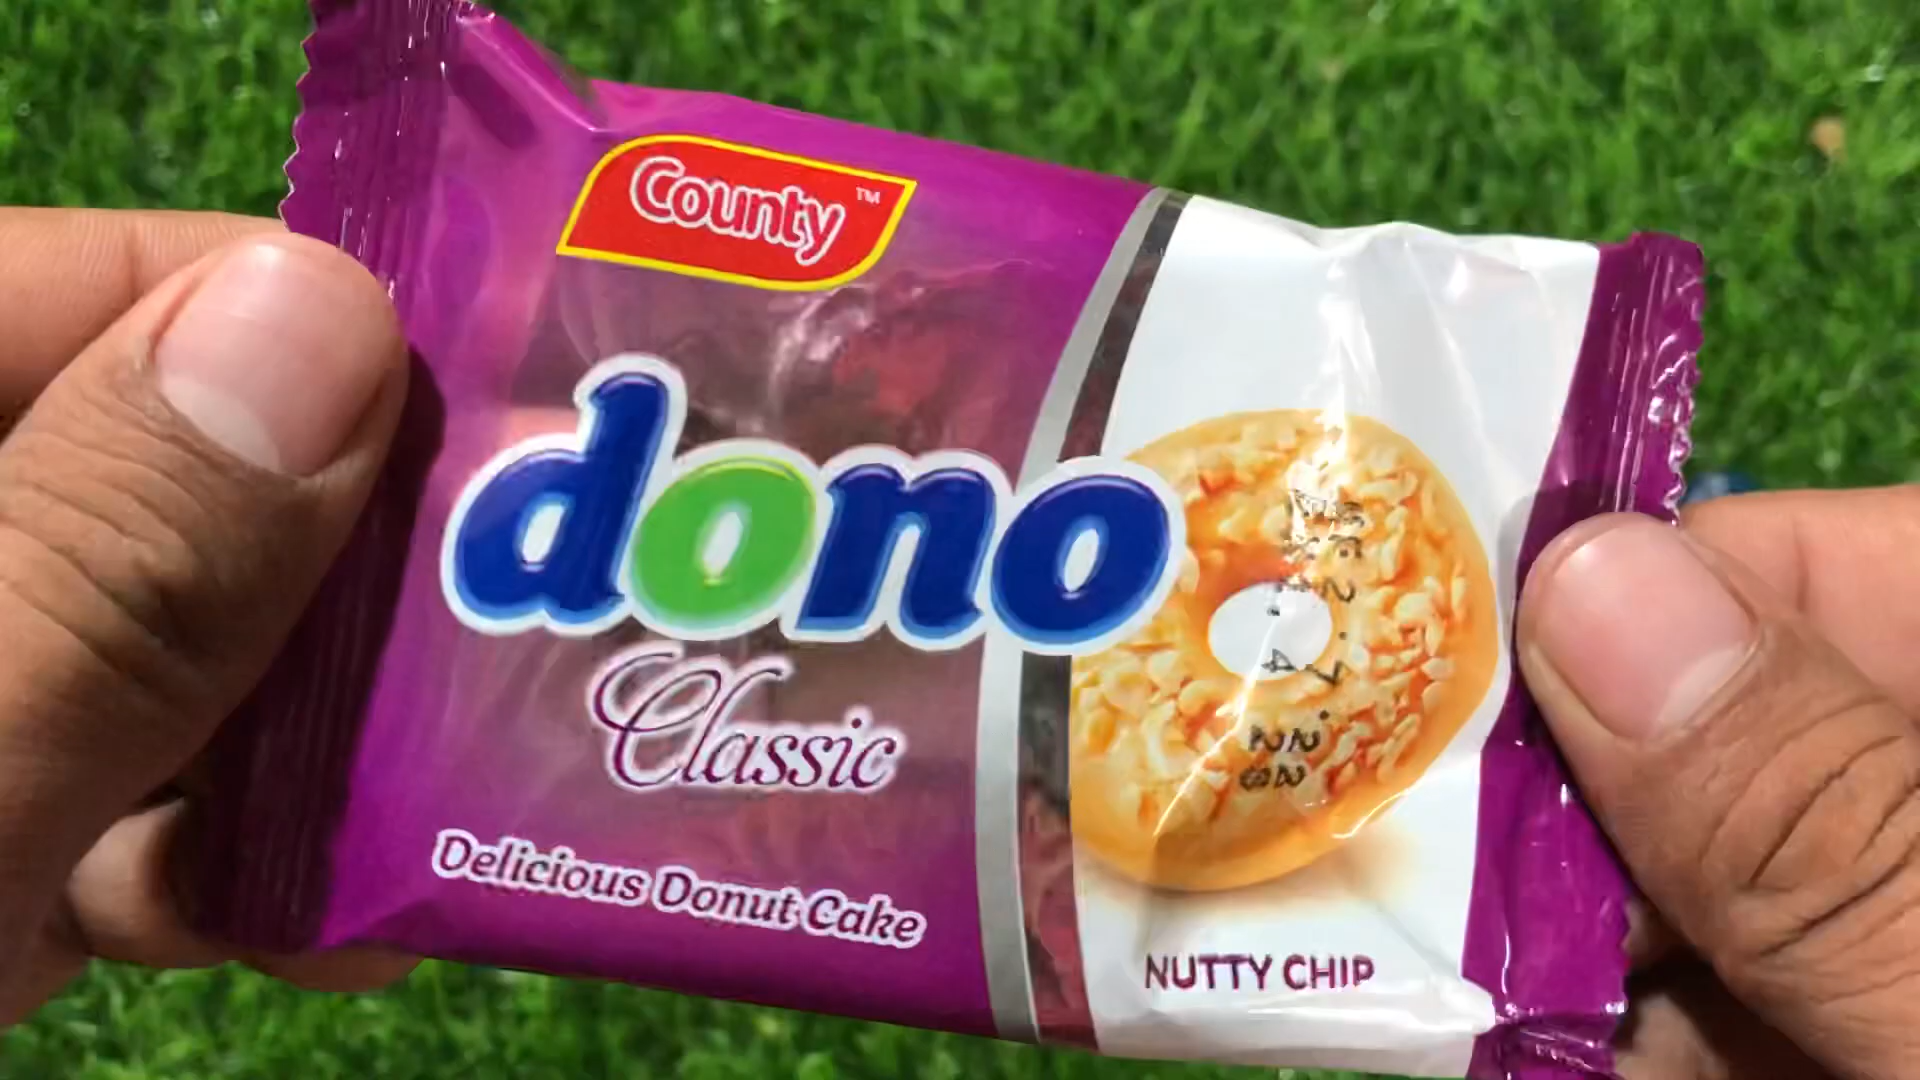 County™
dono
Classic
Delicious Donut Cake
NUTTY CHIP